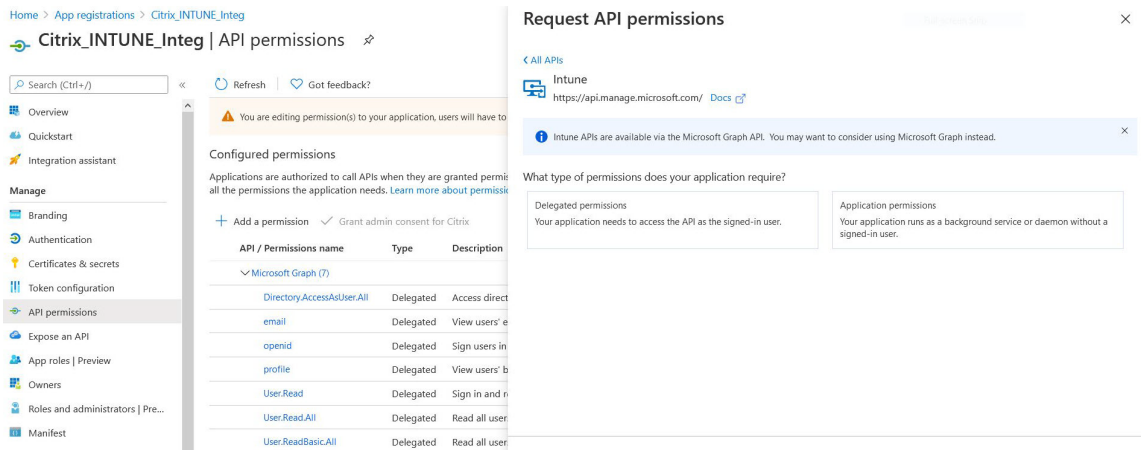 Home > App registrations > Citrix_INTUNE_Integ
Citrix_INTUNE_Integ | API permissions
Search (Ctrl+/)
«
Overview
Quickstart
Integration assistant
Manage
Branding
Authentication
Certificates & secrets
Token configuration
API permissions
Expose an API
App roles | Preview
Owners
Roles and administrators | Pre...
Manifest
Refresh
Got feedback?
You are editing permission(s) to your application, users will have to
Configured permissions
Applications are authorized to call APIs when they are granted
all the permissions the application needs. Learn more about
+ Add a permission
Grant admin consent for Citrix
API / Permissions name Type Description
Microsoft Graph (7)
Directory.AccessAsUser.All Delegated Access
email Delegated View users'
openid Delegated Sign users in
profile Delegated View users'
User.Read Delegated Sign in and
User.Read.All Delegated Read all
User.ReadBasic.All Delegated Read all
Request API permissions
All APIs
Intune
https://api.manage.microsoft.com/ Docs
Intune APIs are available via the Microsoft Graph API. You may want to consider using Microsoft Graph instead.
What type of permissions does your application require?
Delegated permissions
Your application needs to access the API as the signed-in user.
Application permissions
Your application runs as a background service or daemon without a
signed-in user.